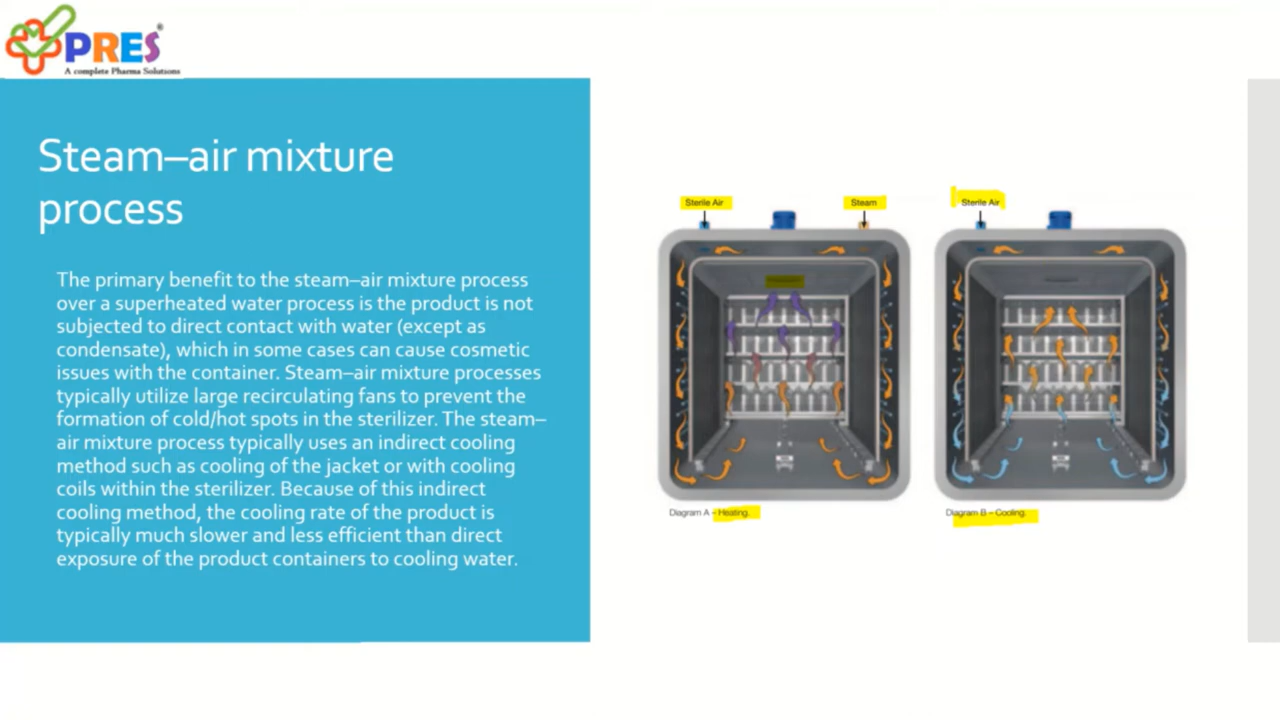 PRES®
A complete Pharma Solutions
Steam–air mixture
process
The primary benefit to the steam–air mixture process
over a superheated water process is the product is not
subjected to direct contact with water (except as
condensate), which in some cases can cause cosmetic
issues with the container. Steam–air mixture processes
typically utilize large recirculating fans to prevent the
formation of cold/hot spots in the sterilizer. The steam–
air mixture process typically uses an indirect cooling
method such as cooling of the jacket or with cooling
coils within the sterilizer. Because of this indirect
cooling method, the cooling rate of the product is
typically much slower and less efficient than direct
exposure of the product containers to cooling water.
Sterile Air
Steam
Sterile Air
Diagram A – Heating.
Diagram B – Cooling.